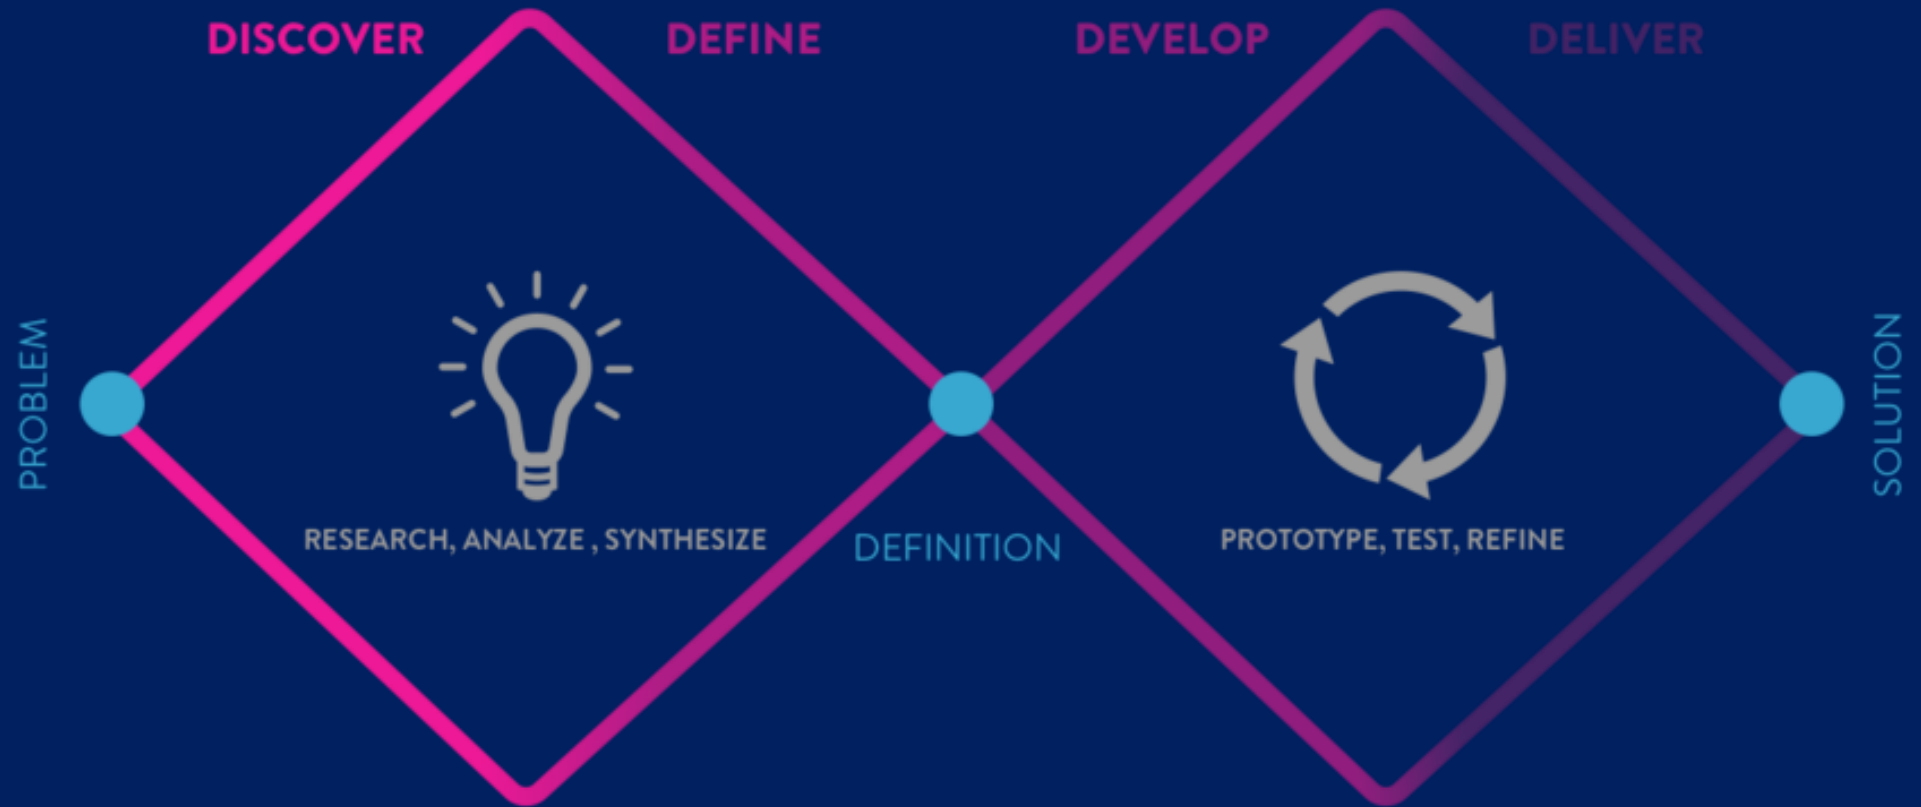 DISCOVER
DEFINE
DEVELOP
DELIVER
PROBLEM
SOLUTION
RESEARCH, ANALYZE , SYNTHESIZE
DEFINITION
PROTOTYPE, TEST, REFINE